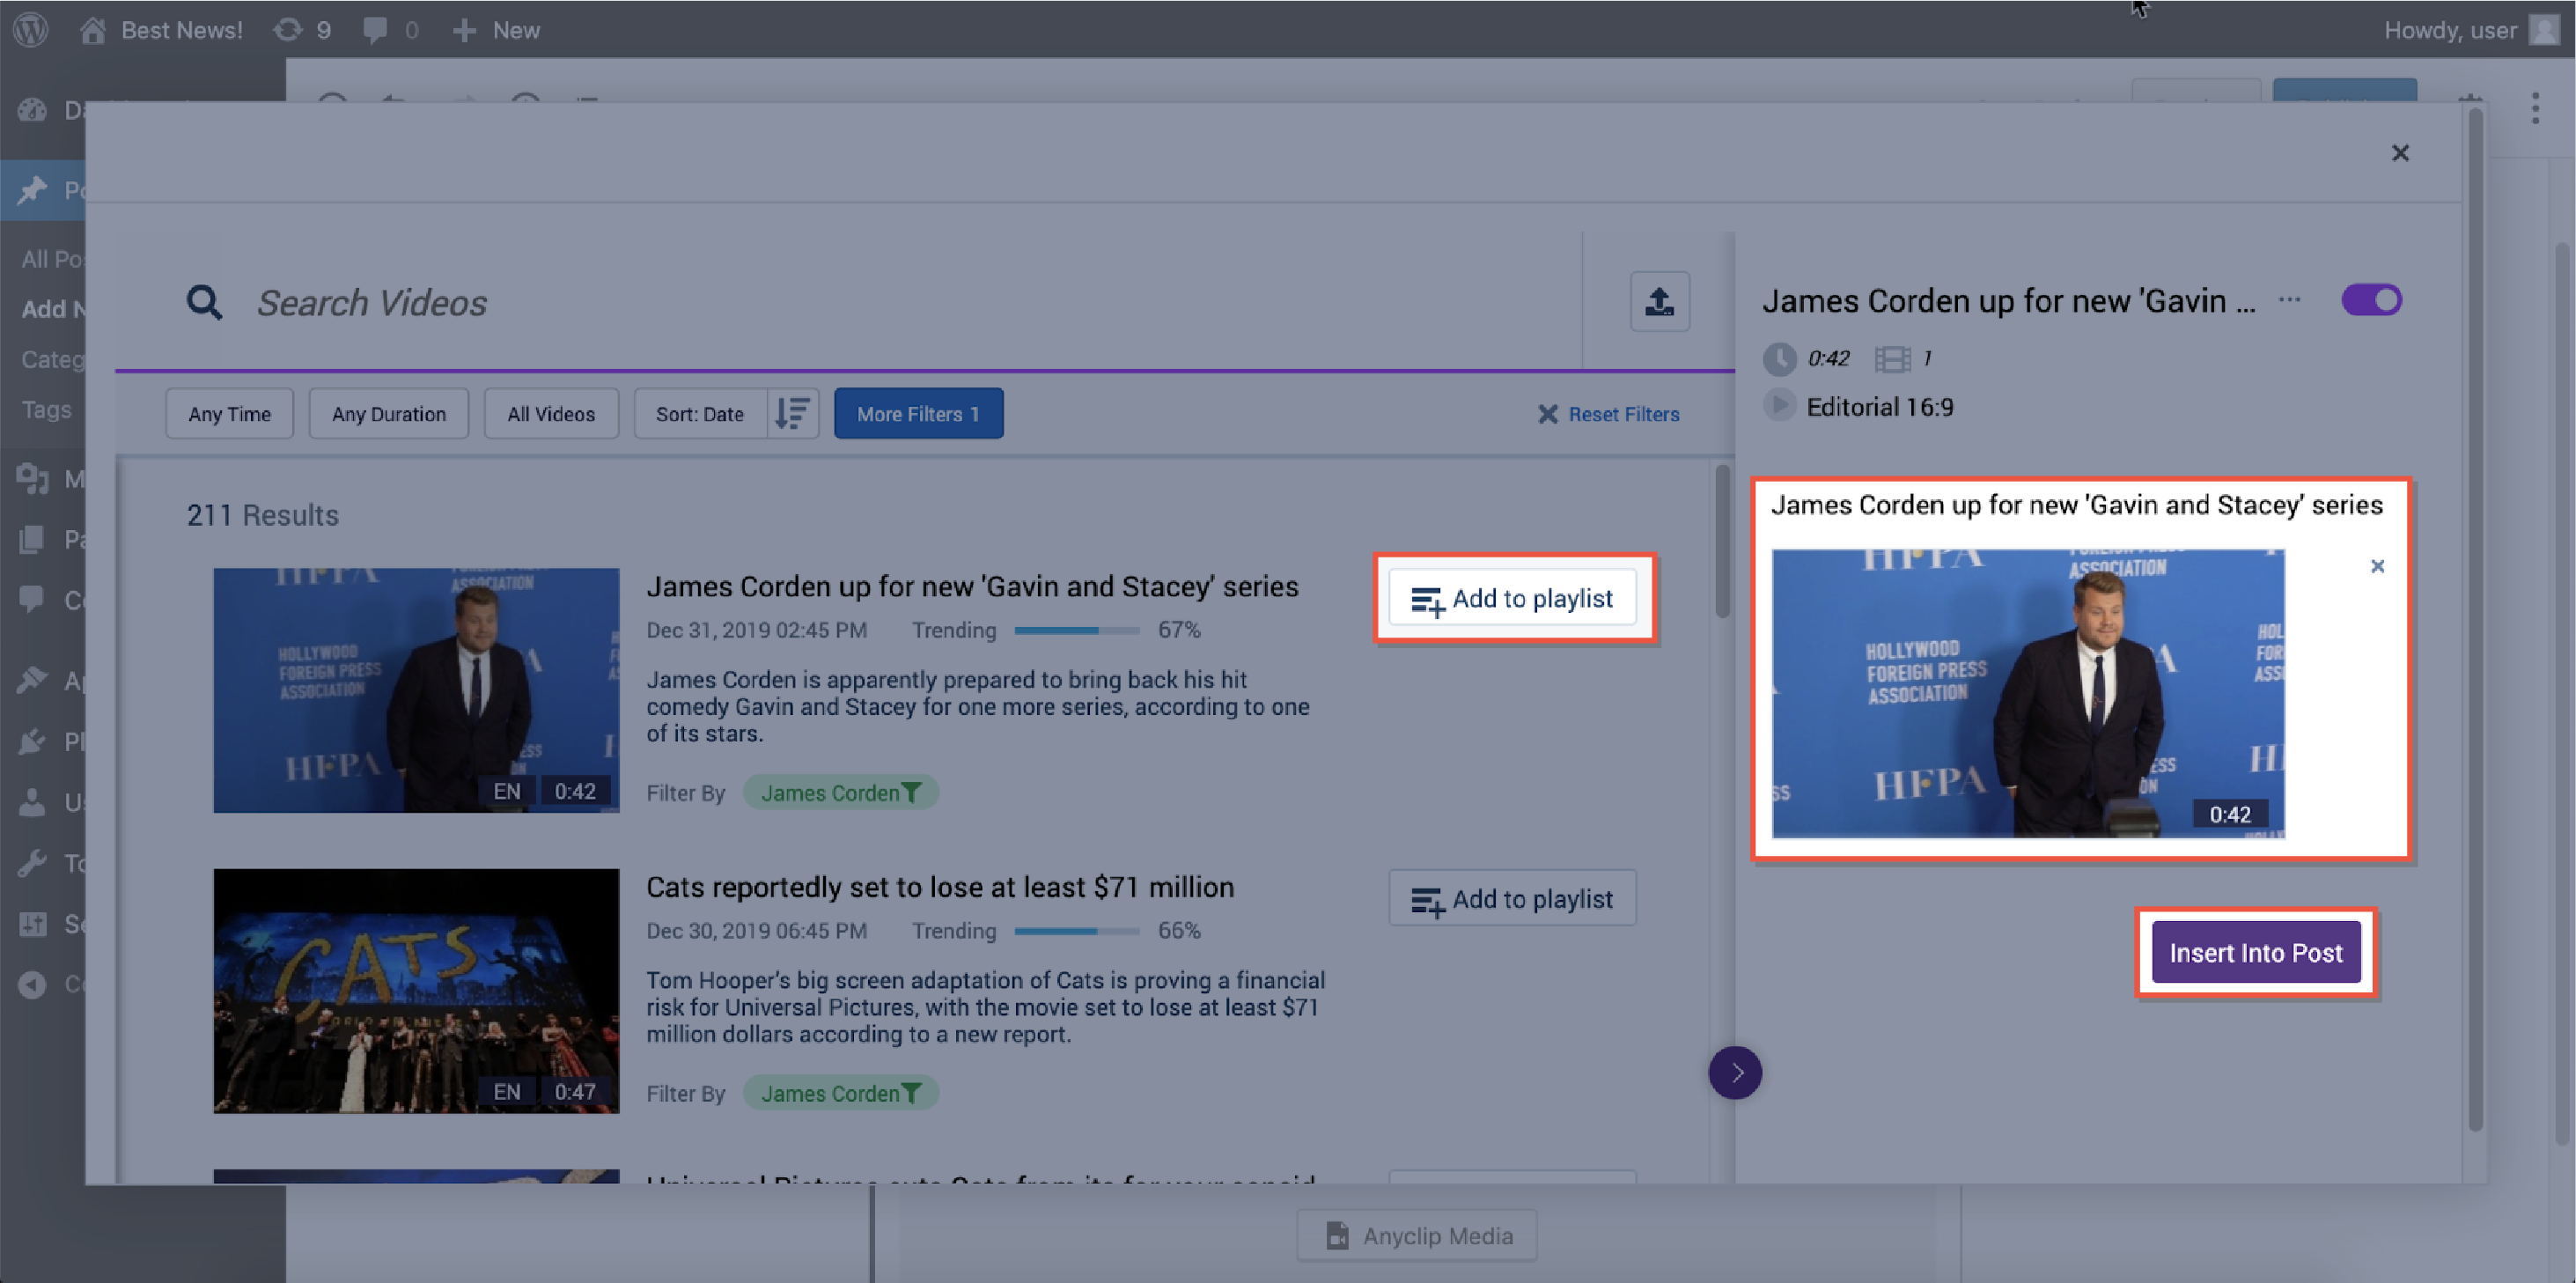 Best News! 9 0 New
Howdy, user
All Pos
Add N
Categ
Tags
Search Videos
Any Time
Any Duration
All Videos
Sort: Date
More Filters 1
Reset Filters
211 Results
HFPA
ASSOCIATION
HOLLYWOOD
FOREIGN PRESS
ASSOCIATION
HFPA
EN 0:42
James Corden up for new 'Gavin and Stacey' series
Dec 31, 2019 02:45 PM Trending 67%
James Corden is apparently prepared to bring back his hit
comedy Gavin and Stacey for one more series, according to one
of its stars.
Filter By James Corden
Add to playlist
CATS
EN 0:47
Cats reportedly set to lose at least $71 million
Dec 30, 2019 06:45 PM Trending 66%
Tom Hooper's big screen adaptation of Cats is proving a financial
risk for Universal Pictures, with the movie set to lose at least $71
million dollars according to a new report.
Filter By James Corden
Add to playlist
James Corden up for new 'Gavin ... ...
0:42 1
Editorial 16:9
James Corden up for new 'Gavin and Stacey' series
HFPA
FOREIGN PRESS
ASSOCIATION
HOLLYWOOD
FOREIGN PRESS
ASSOCIATION
HFPA
0:42
Insert Into Post
Anyclip Media